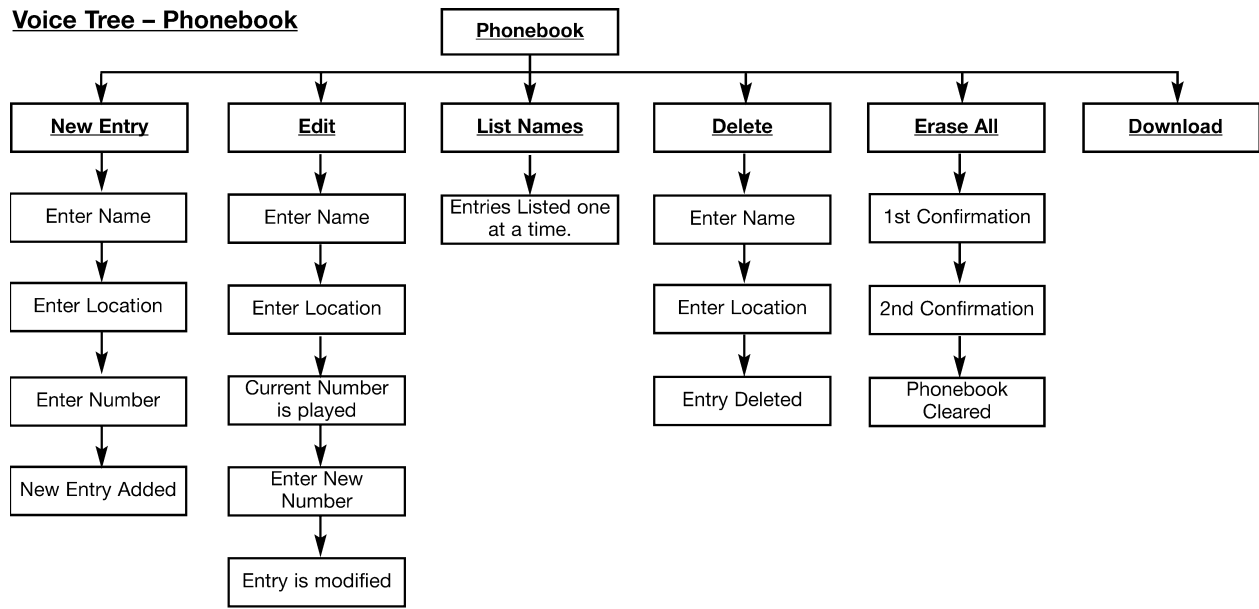 Voice Tree – Phonebook
Phonebook
New Entry
Edit
List Names
Delete
Erase All
Download
Enter Name
Enter Name
Entries Listed one
at a time.
Enter Name
1st Confirmation
Enter Location
Enter Location
Enter Location
2nd Confirmation
Enter Number
Current Number
is played
Entry Deleted
Phonebook
Cleared
New Entry Added
Enter New
Number
Entry is modified